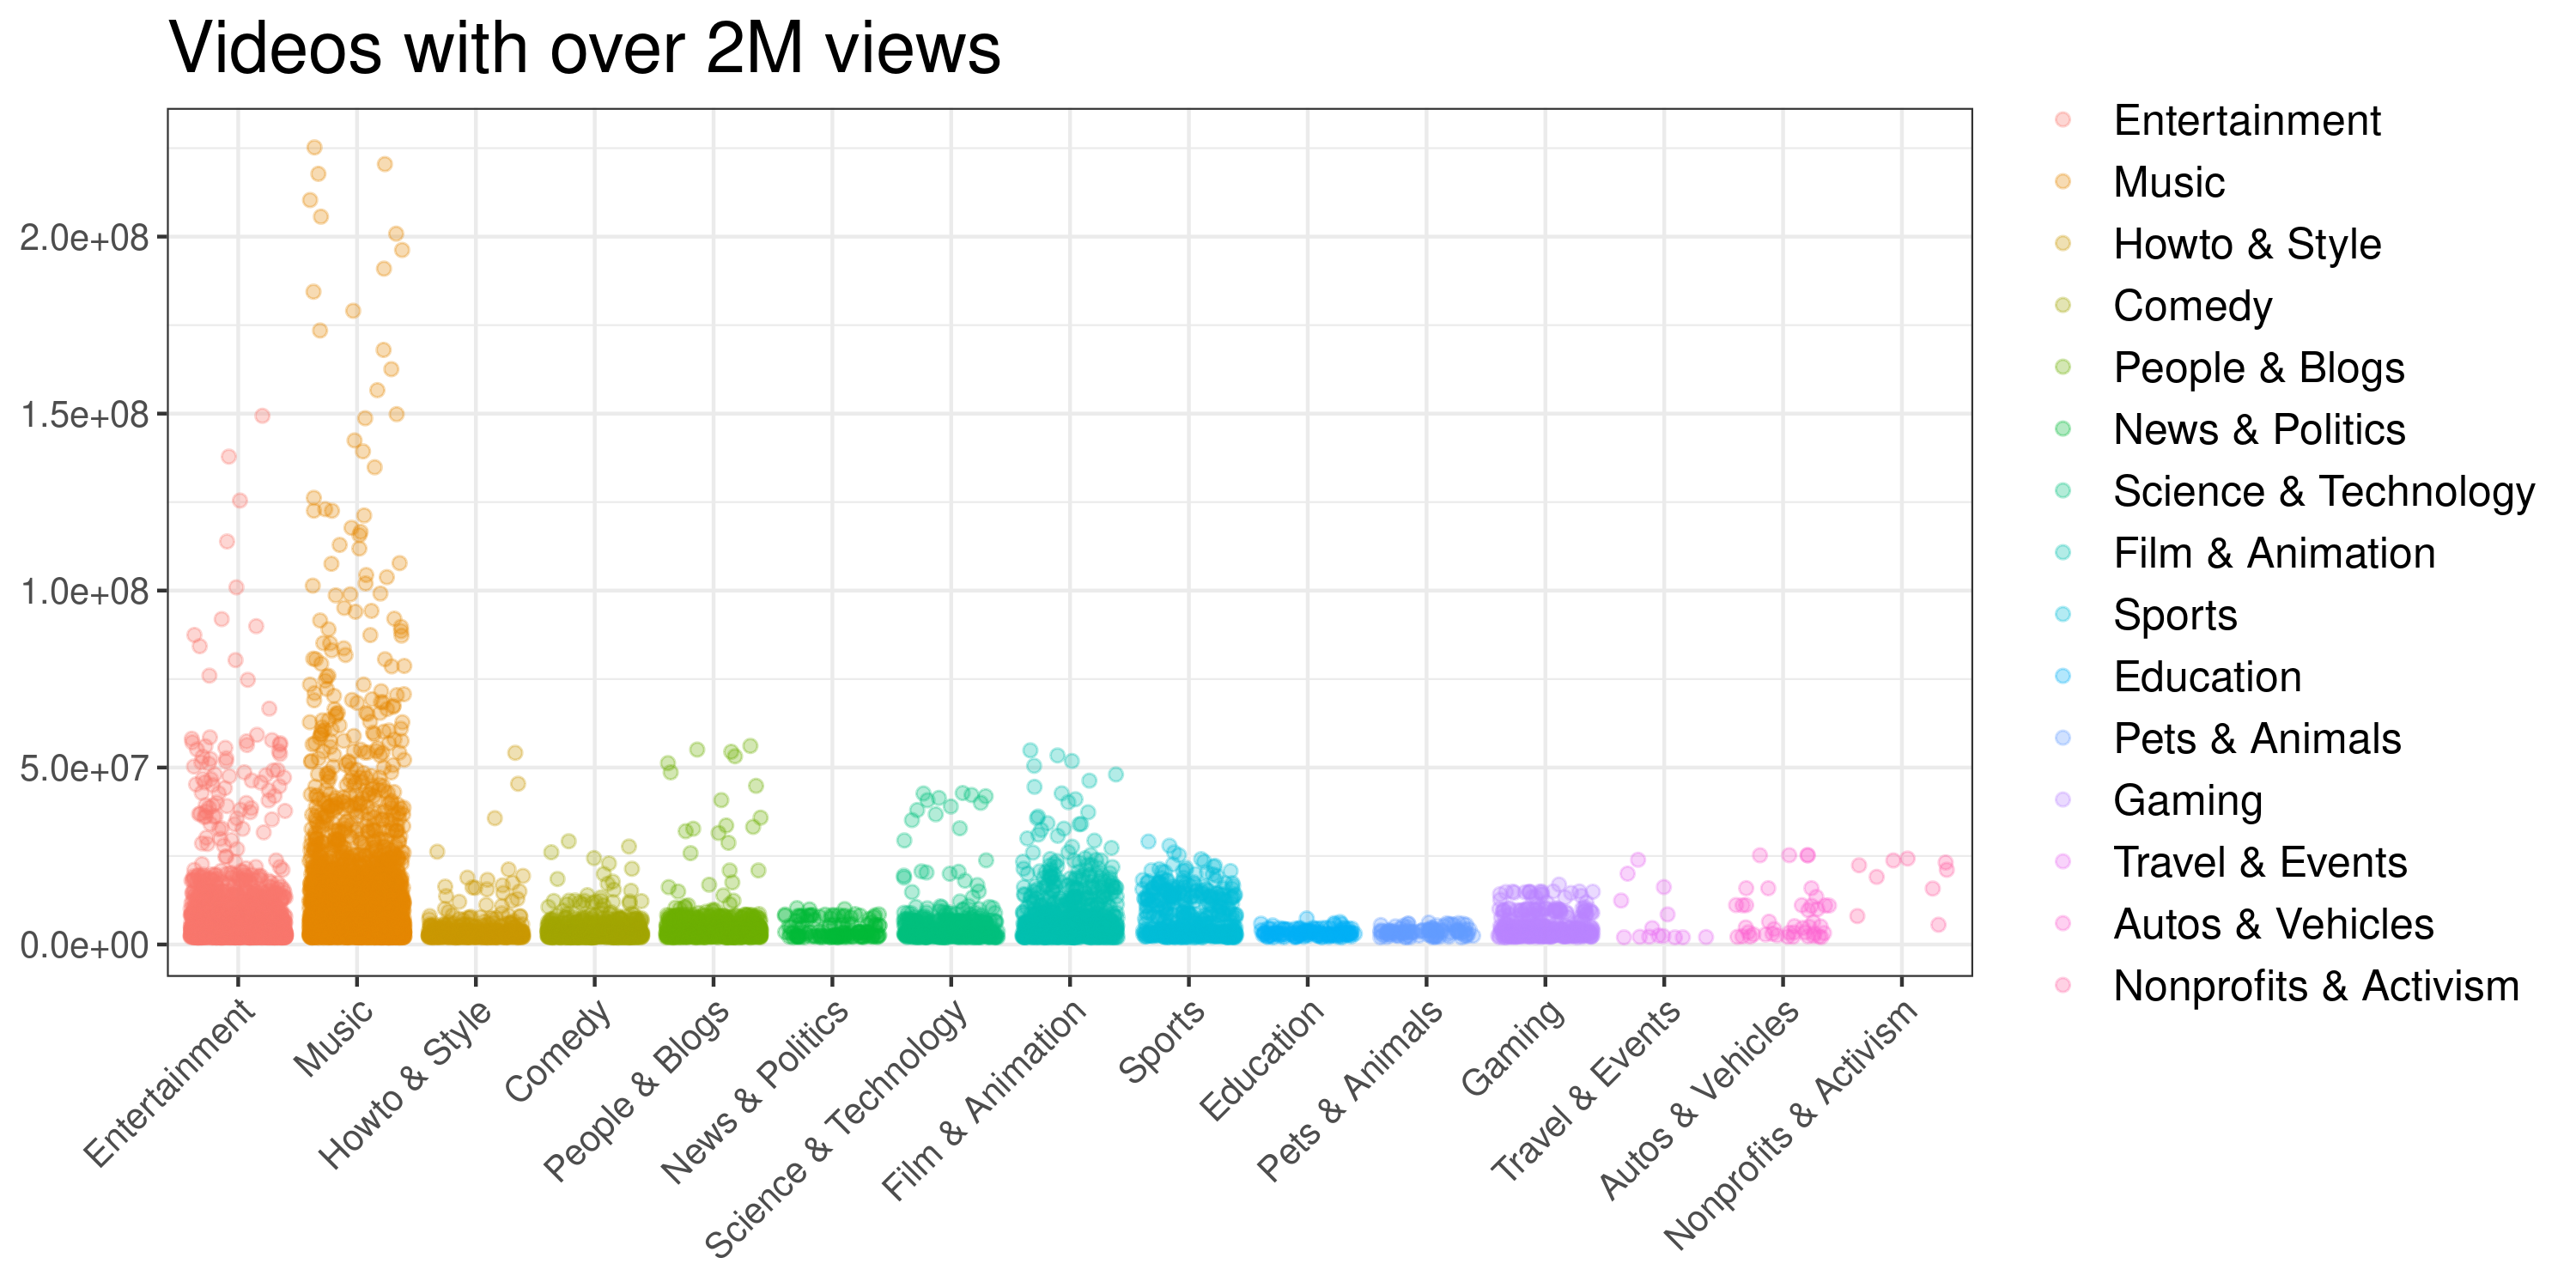 Videos with over 2M views
2.0e+08
1.5e+08
1.0e+08
5.0e+07
0.0e+00
Entertainment
Music
Howto & Style
Comedy
People & Blogs
News & Politics
Science & Technology
Film & Animation
Sports
Education
Pets & Animals
Gaming
Travel & Events
Autos & Vehicles
Nonprofits & Activism
Entertainment
Music
Howto & Style
Comedy
People & Blogs
News & Politics
Science & Technology
Film & Animation
Sports
Education
Pets & Animals
Gaming
Travel & Events
Autos & Vehicles
Nonprofits & Activism